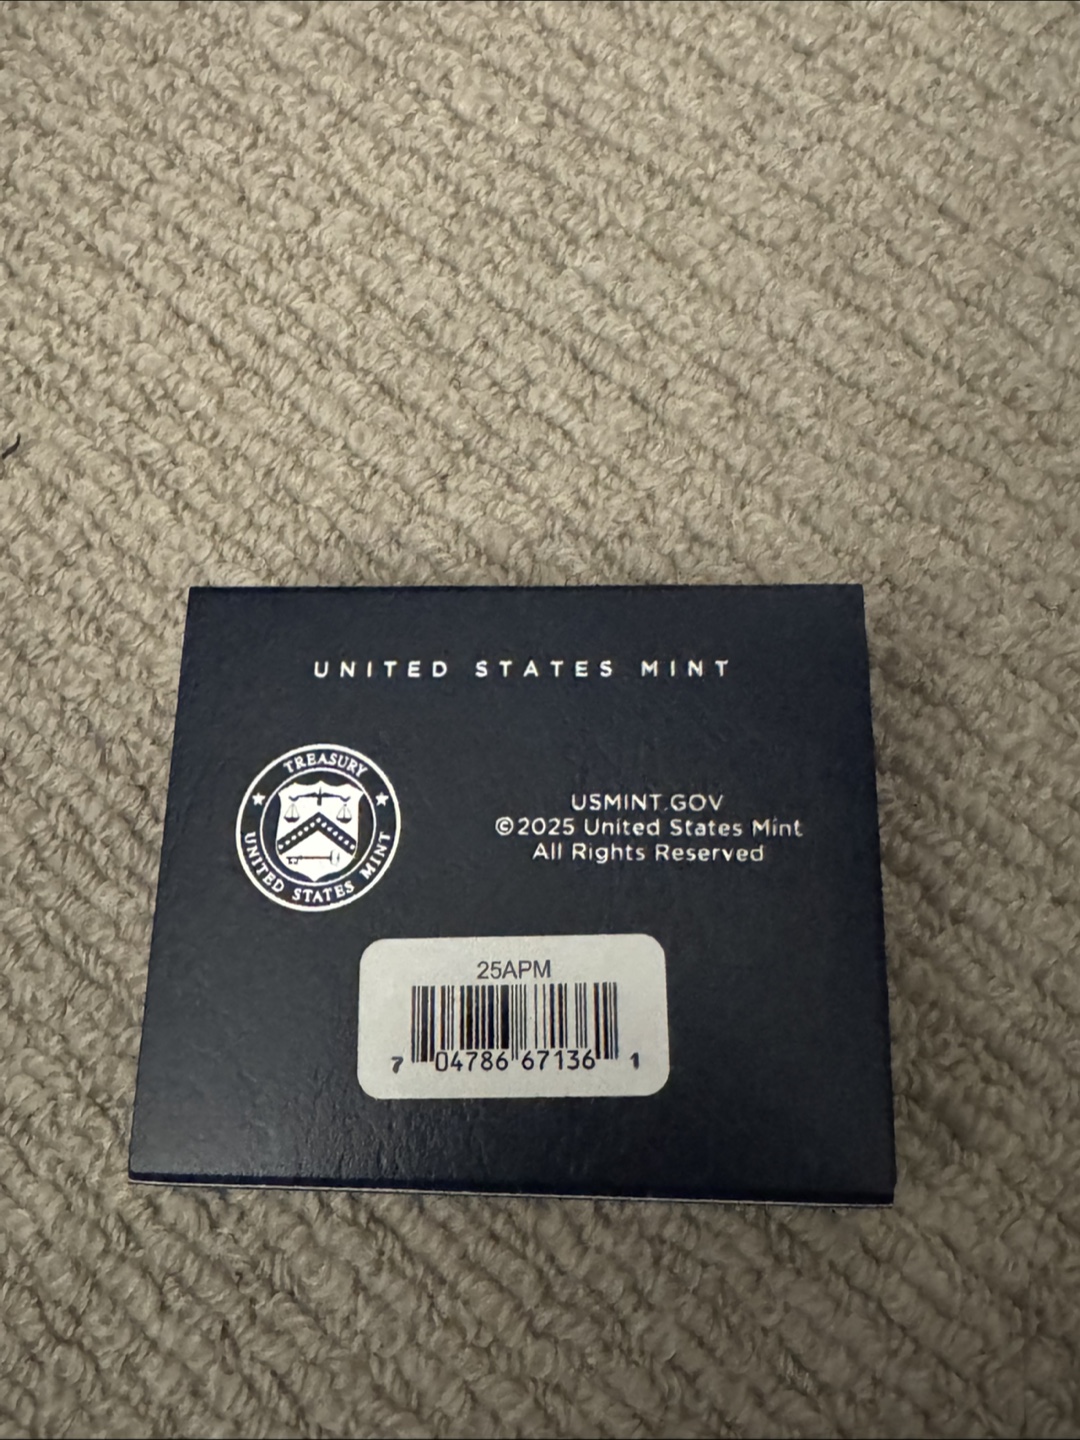 UNITED STATES MINT
TREASURY
UNITED STATES MINT
USMINT.GOV
©2025 United States Mint
All Rights Reserved
25APM
7 04786 67136 1